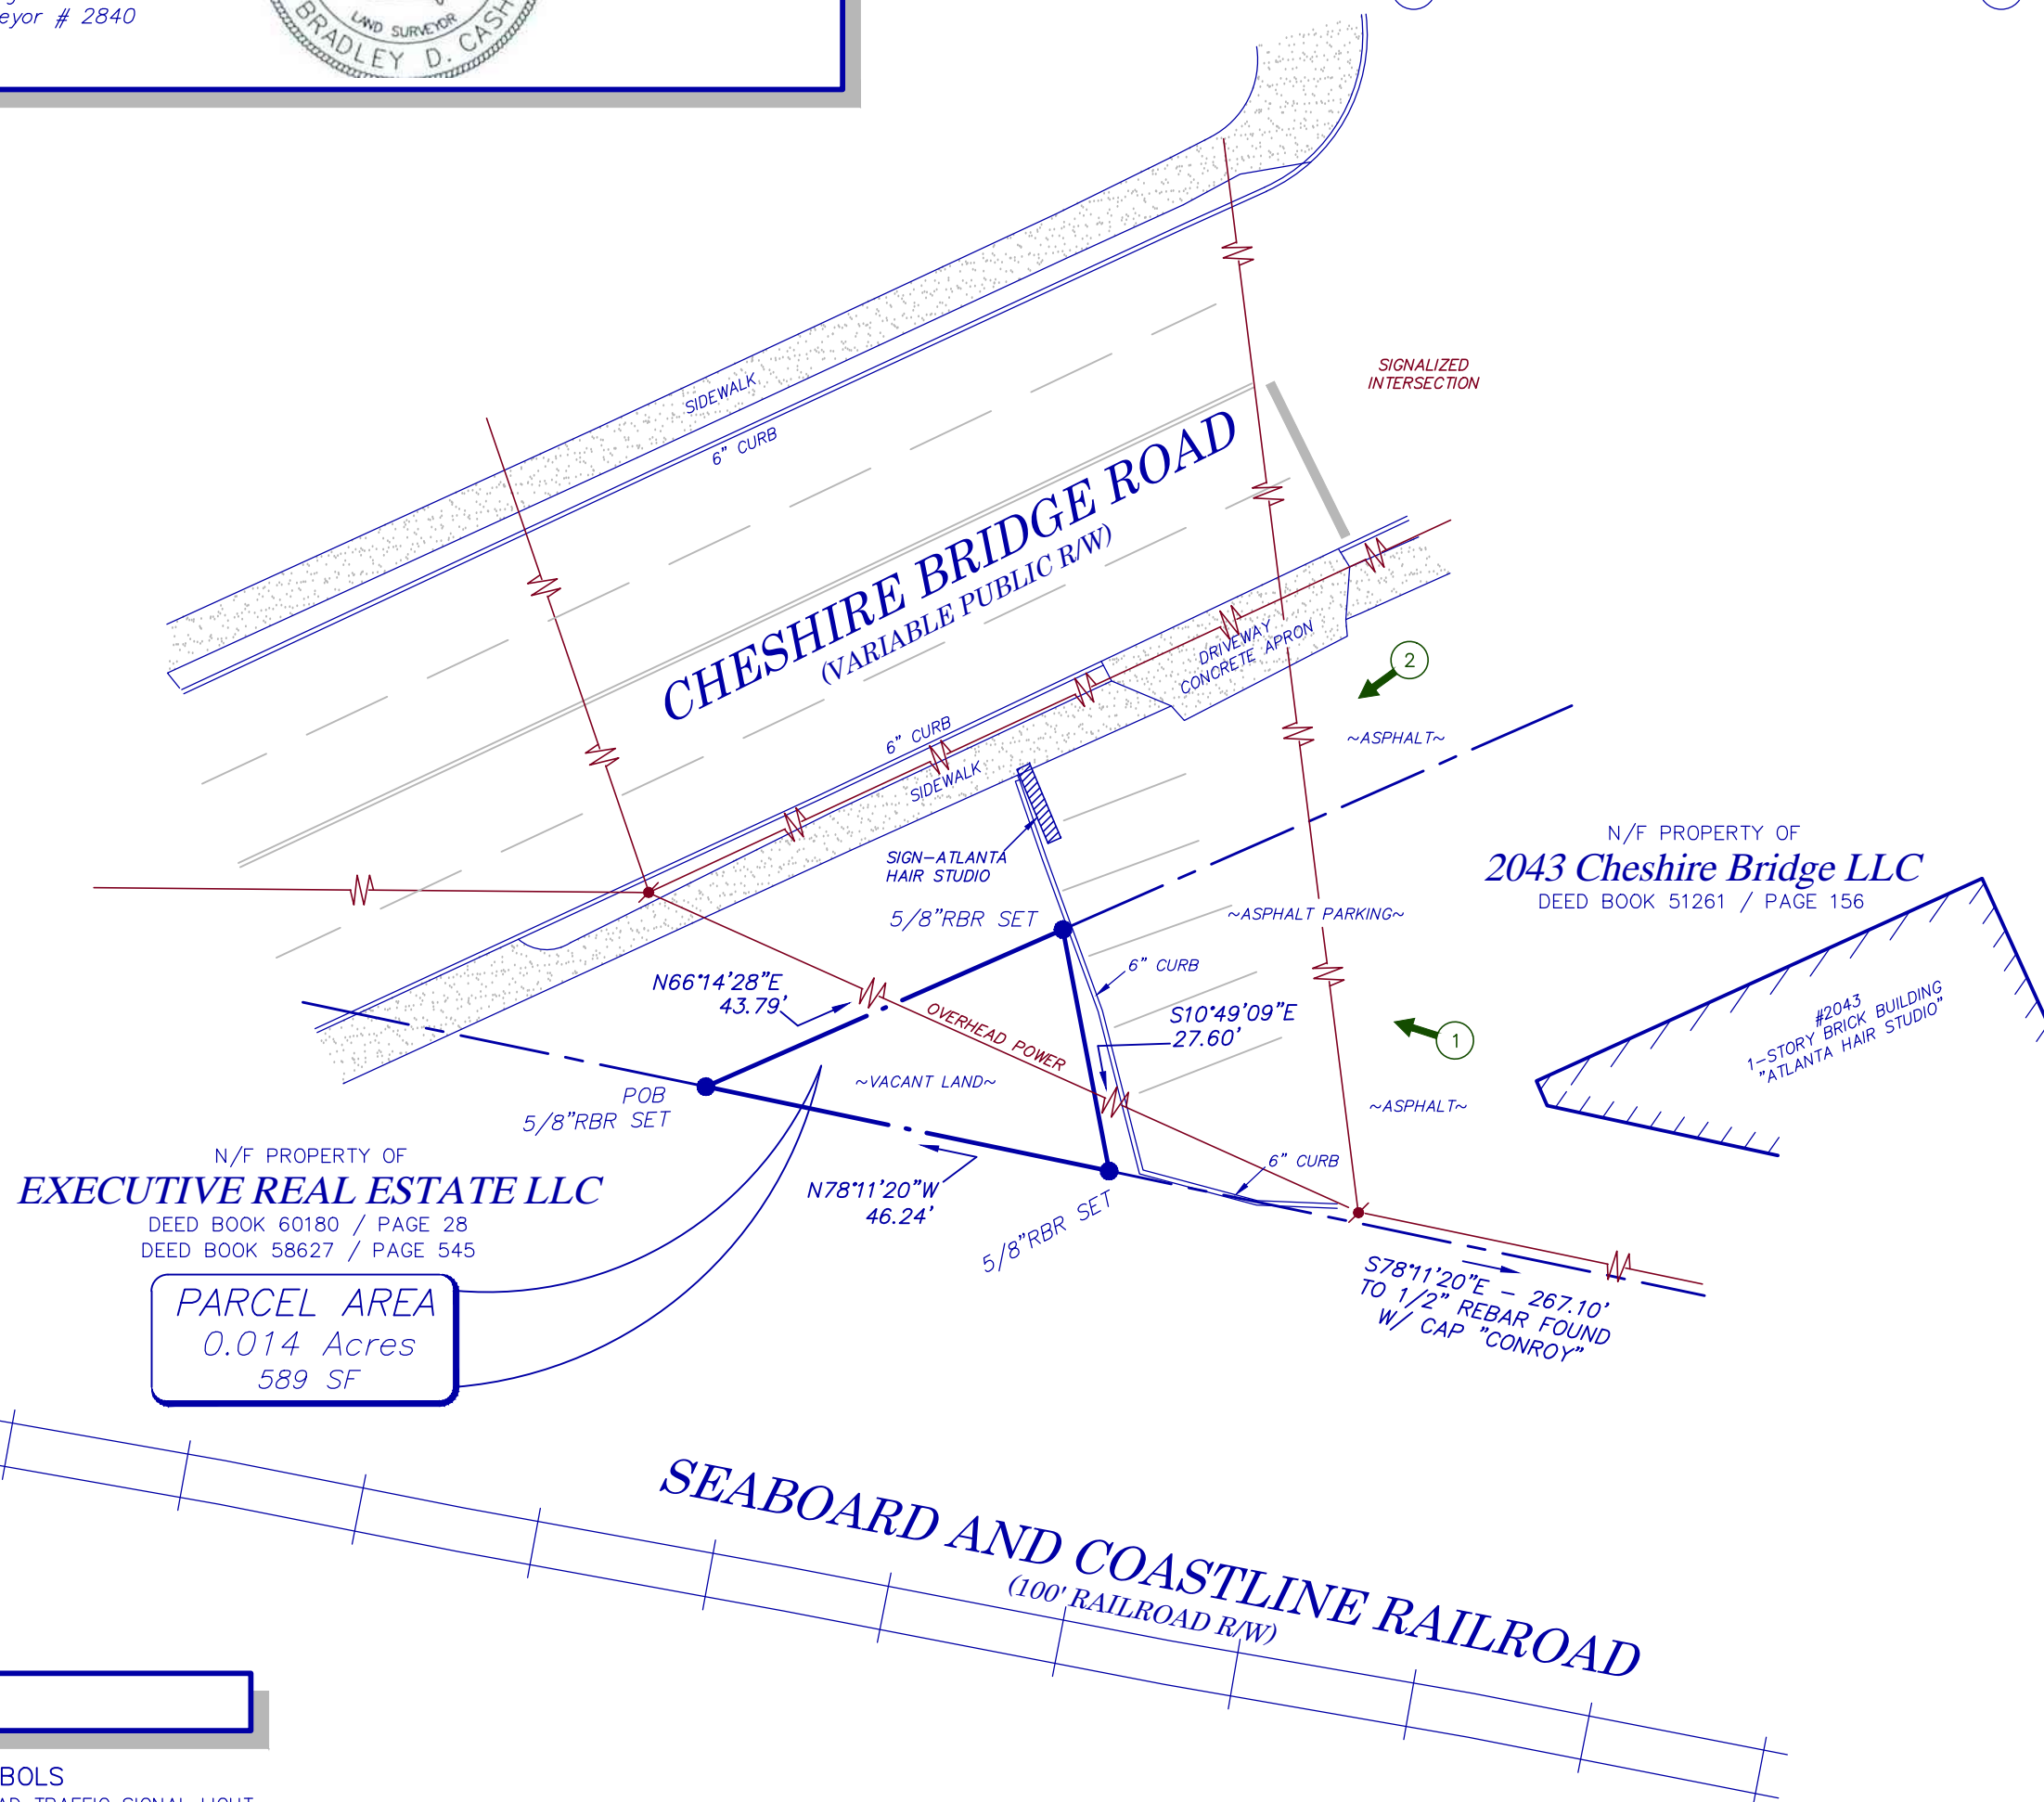 eyor # 2840
LAND SURVEYOR
BRADLEY D. CASH
SIDEWALK
6" CURB
SIGNALIZED
INTERSECTION
CHESHIRE BRIDGE ROAD
(VARIABLE PUBLIC R/W)
DRIVEWAY
CONCRETE APRON
2
~ASPHALT~
6" CURB
SIDEWALK
SIGN-ATLANTA
HAIR STUDIO
5/8"RBR SET
~ASPHALT PARKING~
N/F PROPERTY OF
2043 Cheshire Bridge LLC
DEED BOOK 51261 / PAGE 156
#2043
1-STORY BRICK BUILDING
"ATLANTA HAIR STUDIO"
6" CURB
N66°14'28"E
43.79'
OVERHEAD POWER
S10°49'09"E
27.60'
1
~VACANT LAND~
~ASPHALT~
POB
5/8"RBR SET
6" CURB
N/F PROPERTY OF
EXECUTIVE REAL ESTATE LLC
DEED BOOK 60180 / PAGE 28
DEED BOOK 58627 / PAGE 545
N78°11'20"W
46.24'
5/8"RBR SET
S78°11'20"E - 267.10'
TO 1/2" REBAR FOUND
W/ CAP "CONROY"
PARCEL AREA
0.014 Acres
589 SF
SEABOARD AND COASTLINE RAILROAD
(100' RAILROAD R/W)
BOLS